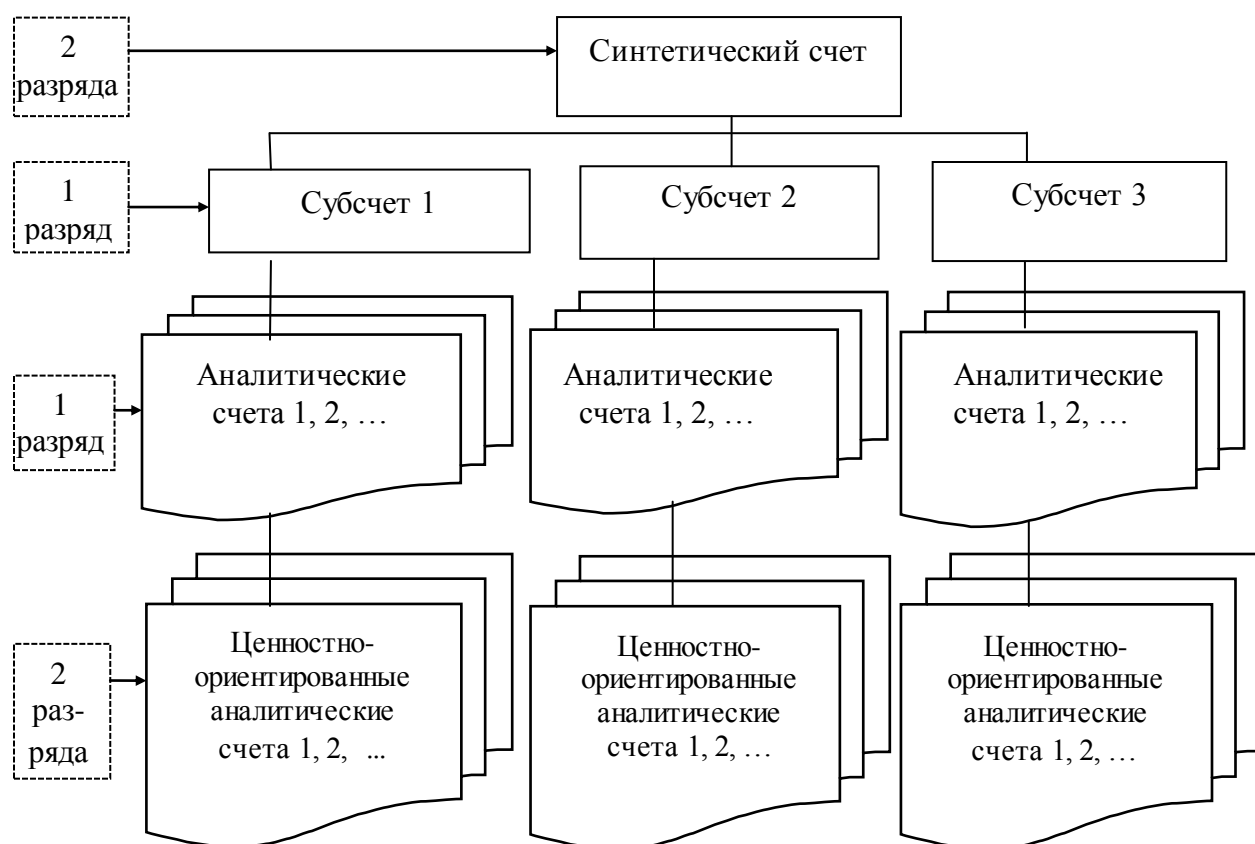 2
разряда
Синтетический счет
1
разряд
Субсчет 1
Субсчет 2
Субсчет 3
1
разряд
Аналитические
счета 1, 2, …
Аналитические
счета 1, 2, …
Аналитические
счета 1, 2, …
2
раз-
ряда
Ценностно-
ориентированные
аналитические
счета 1, 2, ...
Ценностно-
ориентированные
аналитические
счета 1, 2, …
Ценностно-
ориентированные
аналитические
счета 1, 2, …